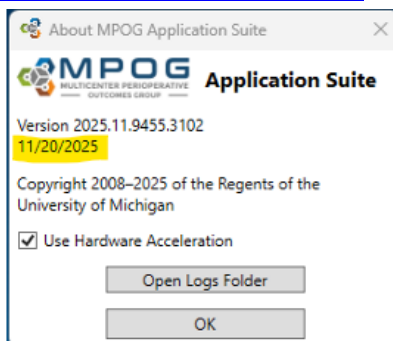 About MPOG Application Suite
MPOG
MULTICENTER PERIOPERATIVE
OUTCOMES GROUP
Application Suite
Version 2025.11.9455.3102
11/20/2025
Copyright 2008–2025 of the Regents of the
University of Michigan
Use Hardware Acceleration
Open Logs Folder
OK